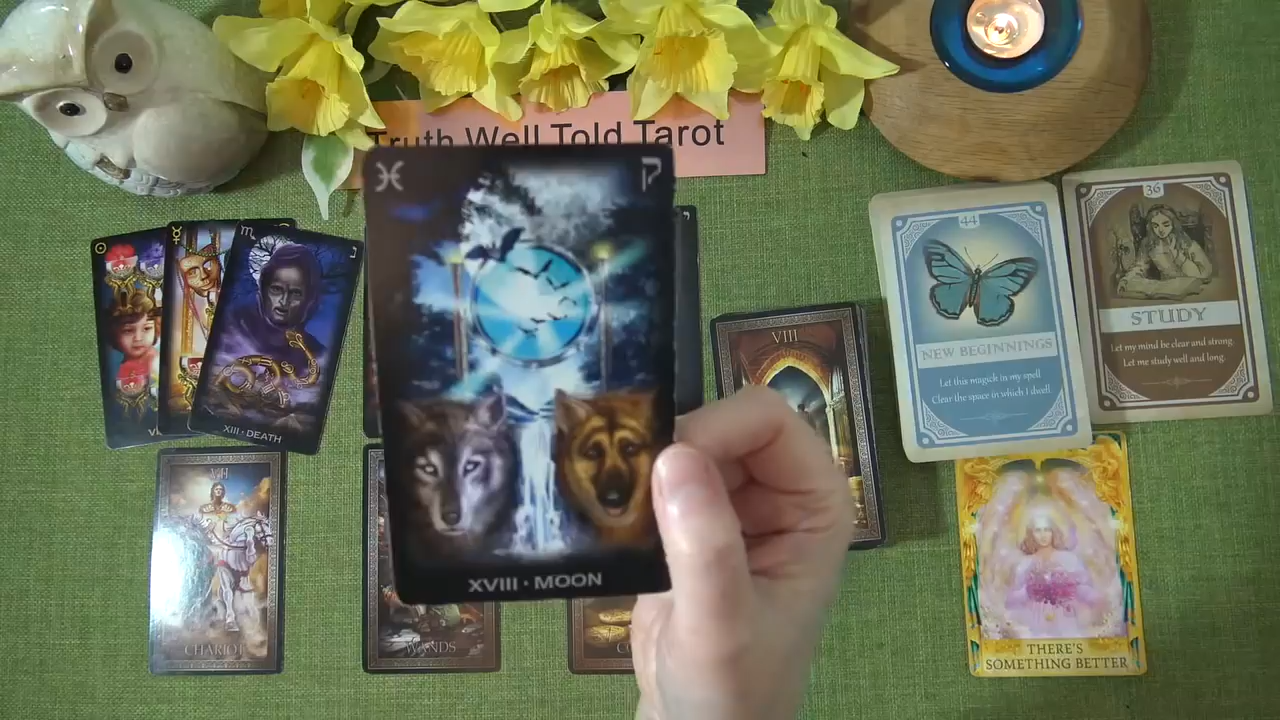 Truth Well Told Tarot
♓ ק
XVIII · MOON
☉
☿
♏
XIII · DEATH
VII
CHARIOT
WANDS
VIII
44
NEW BEGINNINGS
Let this magick in my spell
Clear the space in which I dwell
36
STUDY
Let my mind be clear and strong.
Let me study well and long.
THERE'S
SOMETHING BETTER